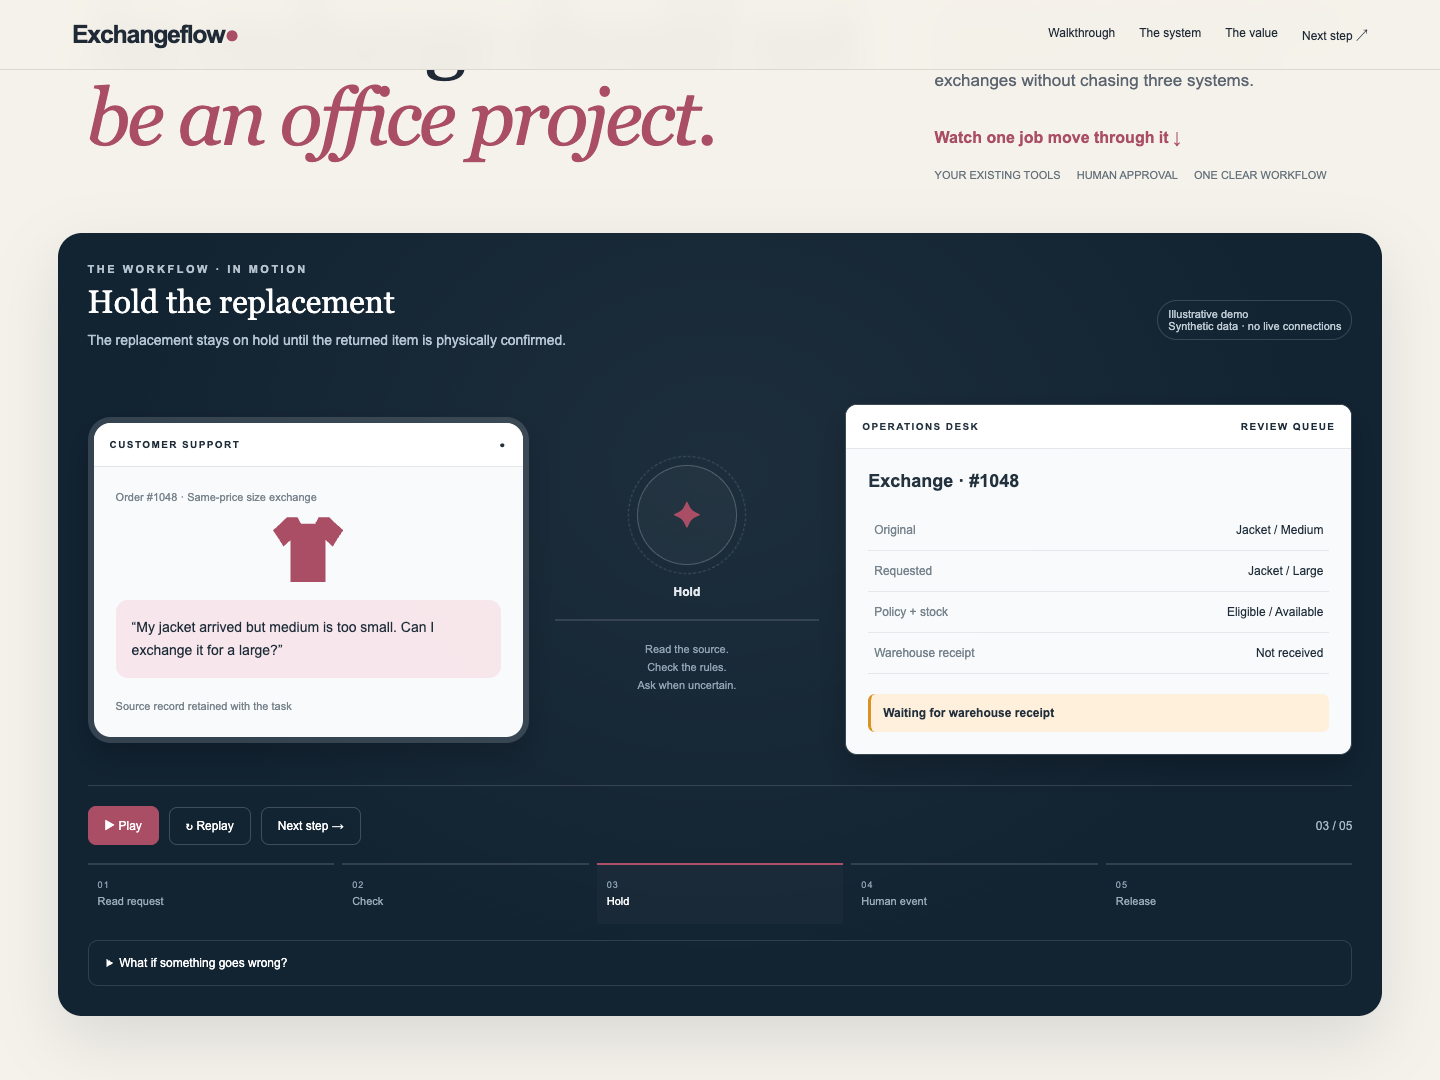 Exchangeflow
Walkthrough
The system
The value
Next step ↗
be an office project.
exchanges without chasing three systems.
Watch one job move through it ↓
YOUR EXISTING TOOLS
HUMAN APPROVAL
ONE CLEAR WORKFLOW
THE WORKFLOW · IN MOTION
Hold the replacement
The replacement stays on hold until the returned item is physically confirmed.
Illustrative demo
Synthetic data · no live connections
CUSTOMER SUPPORT
Order #1048 · Same-price size exchange
“My jacket arrived but medium is too small. Can I
exchange it for a large?”
Source record retained with the task
Hold
Read the source.
Check the rules.
Ask when uncertain.
OPERATIONS DESK
REVIEW QUEUE
Exchange · #1048
Original
Jacket / Medium
Requested
Jacket / Large
Policy + stock
Eligible / Available
Warehouse receipt
Not received
Waiting for warehouse receipt
▶ Play
↻ Replay
Next step →
03 / 05
01
Read request
02
Check
03
Hold
04
Human event
05
Release
▶ What if something goes wrong?